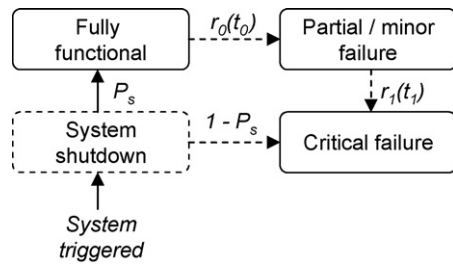 Fully
functional
r0(t0)
Partial / minor
failure
Ps
r1(t1)
System
shutdown
1 - Ps
Critical failure
System
triggered